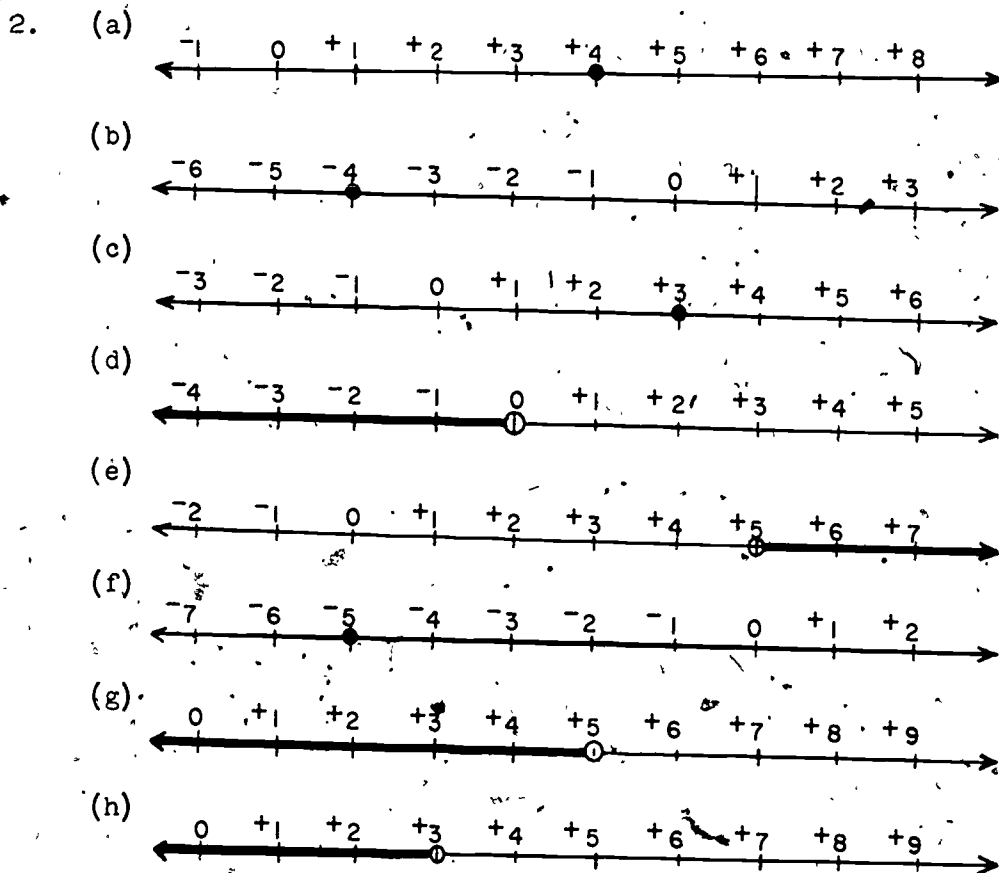 2. (a)
⁻1 0 ⁺1 ⁺2 ⁺3 ⁺4 ⁺5 ⁺6 ⁺7 ⁺8
(b)
⁻6 ⁻5 ⁻4 ⁻3 ⁻2 ⁻1 0 ⁺1 ⁺2 ⁺3
(c)
⁻3 ⁻2 ⁻1 0 ⁺1 ⁺2 ⁺3 ⁺4 ⁺5 ⁺6
(d)
⁻4 ⁻3 ⁻2 ⁻1 0 ⁺1 ⁺2 ⁺3 ⁺4 ⁺5
(e)
⁻2 ⁻1 0 ⁺1 ⁺2 ⁺3 ⁺4 ⁺5 ⁺6 ⁺7
(f)
⁻7 ⁻6 ⁻5 ⁻4 ⁻3 ⁻2 ⁻1 0 ⁺1 ⁺2
(g)
0 ⁺1 ⁺2 ⁺3 ⁺4 ⁺5 ⁺6 ⁺7 ⁺8 ⁺9
(h)
0 ⁺1 ⁺2 ⁺3 ⁺4 ⁺5 ⁺6 ⁺7 ⁺8 ⁺9